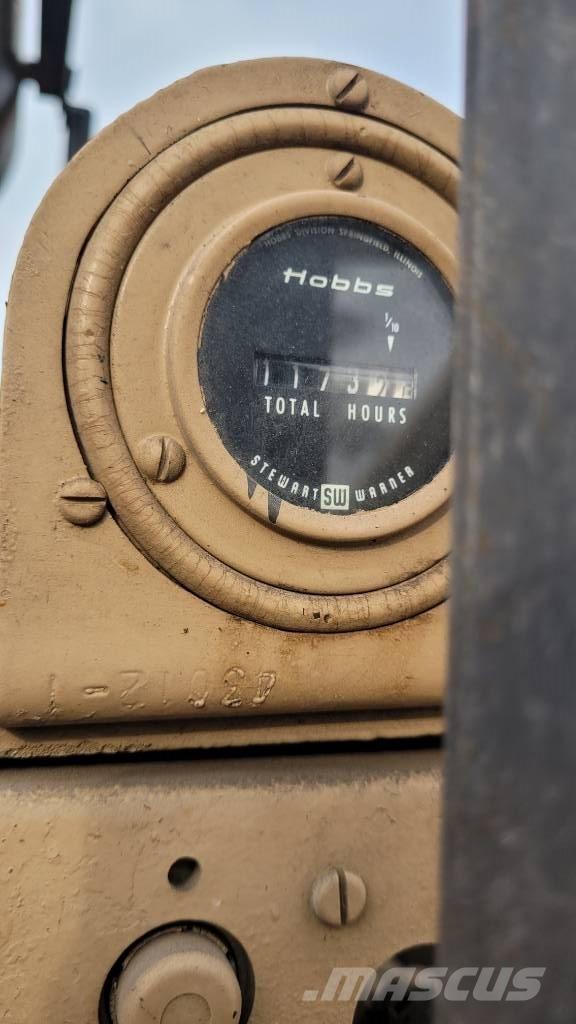 HOBBS DIVISION SPRINGFIELD, ILLINOIS
Hobbs
1/10
TOTAL HOURS
STEWART SW WARNER
MASCUS